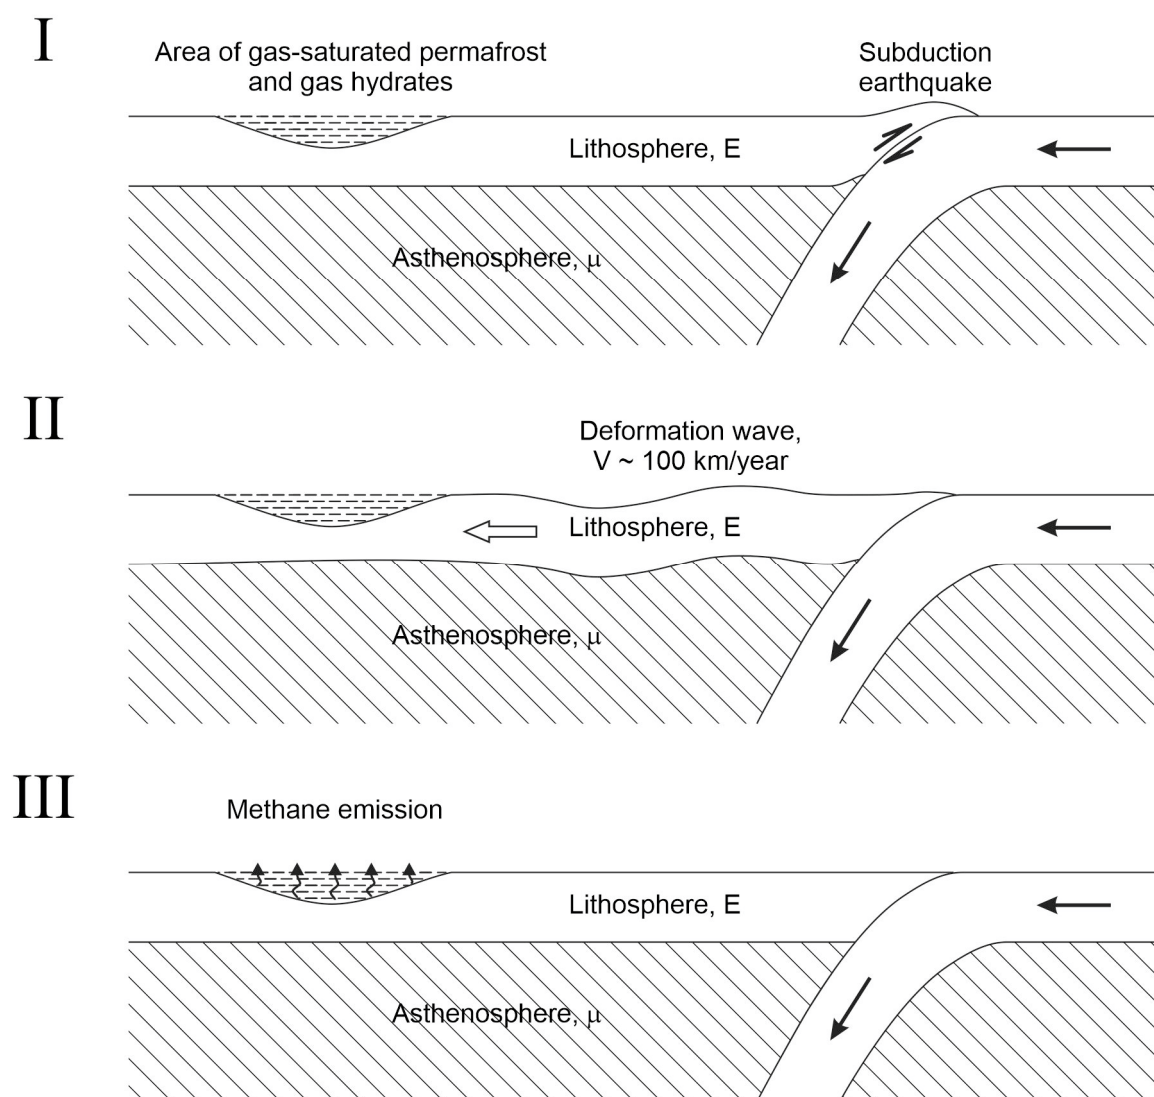 I
Area of gas-saturated permafrost
and gas hydrates
Subduction
earthquake
Lithosphere, E
Asthenosphere, μ
II
Deformation wave,
V ~ 100 km/year
Lithosphere, E
Asthenosphere, μ
III
Methane emission
Lithosphere, E
Asthenosphere, μ